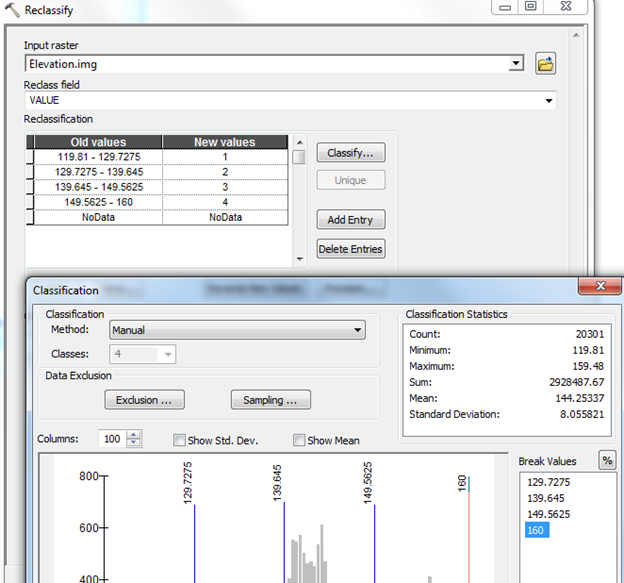 Reclassify
Input raster
Elevation.img
Reclass field
VALUE
Reclassification
Old values New values
119.81 - 129.7275 1
129.7275 - 139.645 2
139.645 - 149.5625 3
149.5625 - 160 4
NoData NoData
Classify...
Unique
Add Entry
Delete Entries
Classification
Classification
Method: Manual
Classes: 4
Data Exclusion
Exclusion ...
Sampling ...
Classification Statistics
Count: 20301
Minimum: 119.81
Maximum: 159.48
Sum: 2928487.67
Mean: 144.25337
Standard Deviation: 8.055821
Columns: 100
Show Std. Dev.
Show Mean
Break Values %
129.7275
139.645
149.5625
160
800
600
400
129.7275
139.645
149.5625
160